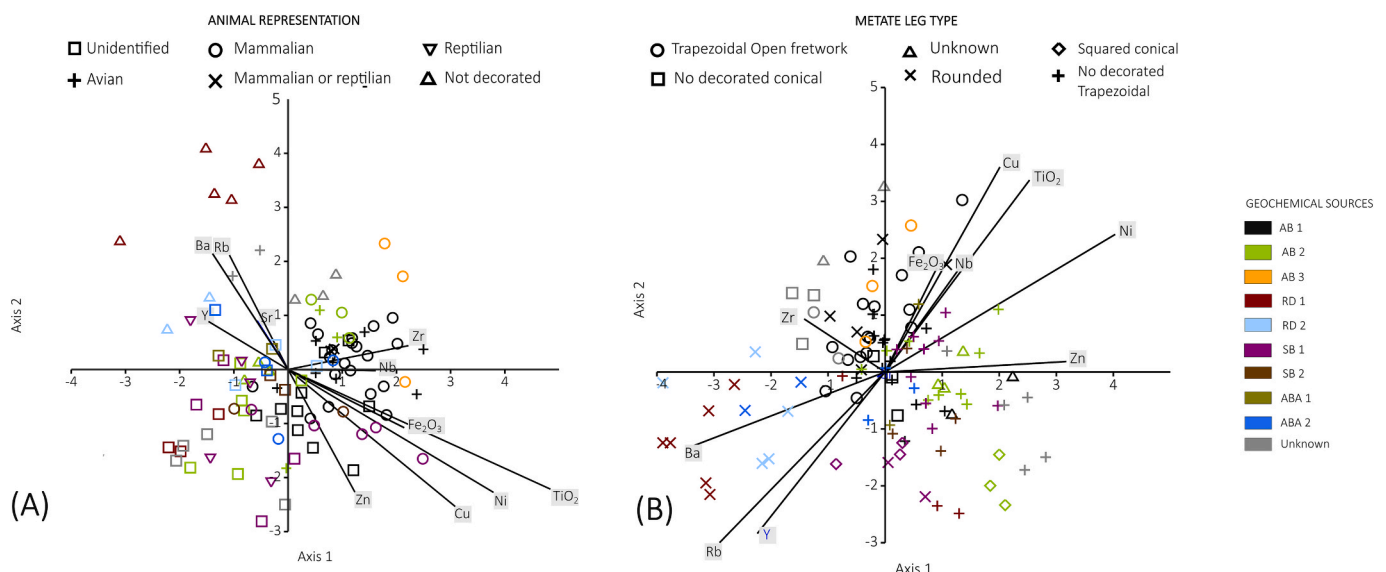 ANIMAL REPRESENTATION
Unidentified Mammalian Reptilian
Avian Mammalian or reptilian Not decorated
5
4
3
2
1
-4 -3 -2 -1 0 1 2 3 4 5
-1
-2
-3
Ba Rb
Y Sr
Zr
Nb
Fe₂O₃
Zn
Cu
Ni
TiO₂
Axis 2
Axis 1
(A)
METATE LEG TYPE
Trapezoidal Open fretwork Unknown Squared conical
No decorated conical Rounded No decorated
Trapezoidal
5
4
3
2
1
-4 -3 -2 -1 0 1 2 3 4
-1
-2
-3
Cu
TiO₂
Ni
Fe₂O₃ Nb
Zr
Zn
Ba
Rb
Y
Axis 2
Axis 1
(B)
GEOCHEMICAL SOURCES
AB 1
AB 2
AB 3
RD 1
RD 2
SB 1
SB 2
ABA 1
ABA 2
Unknown